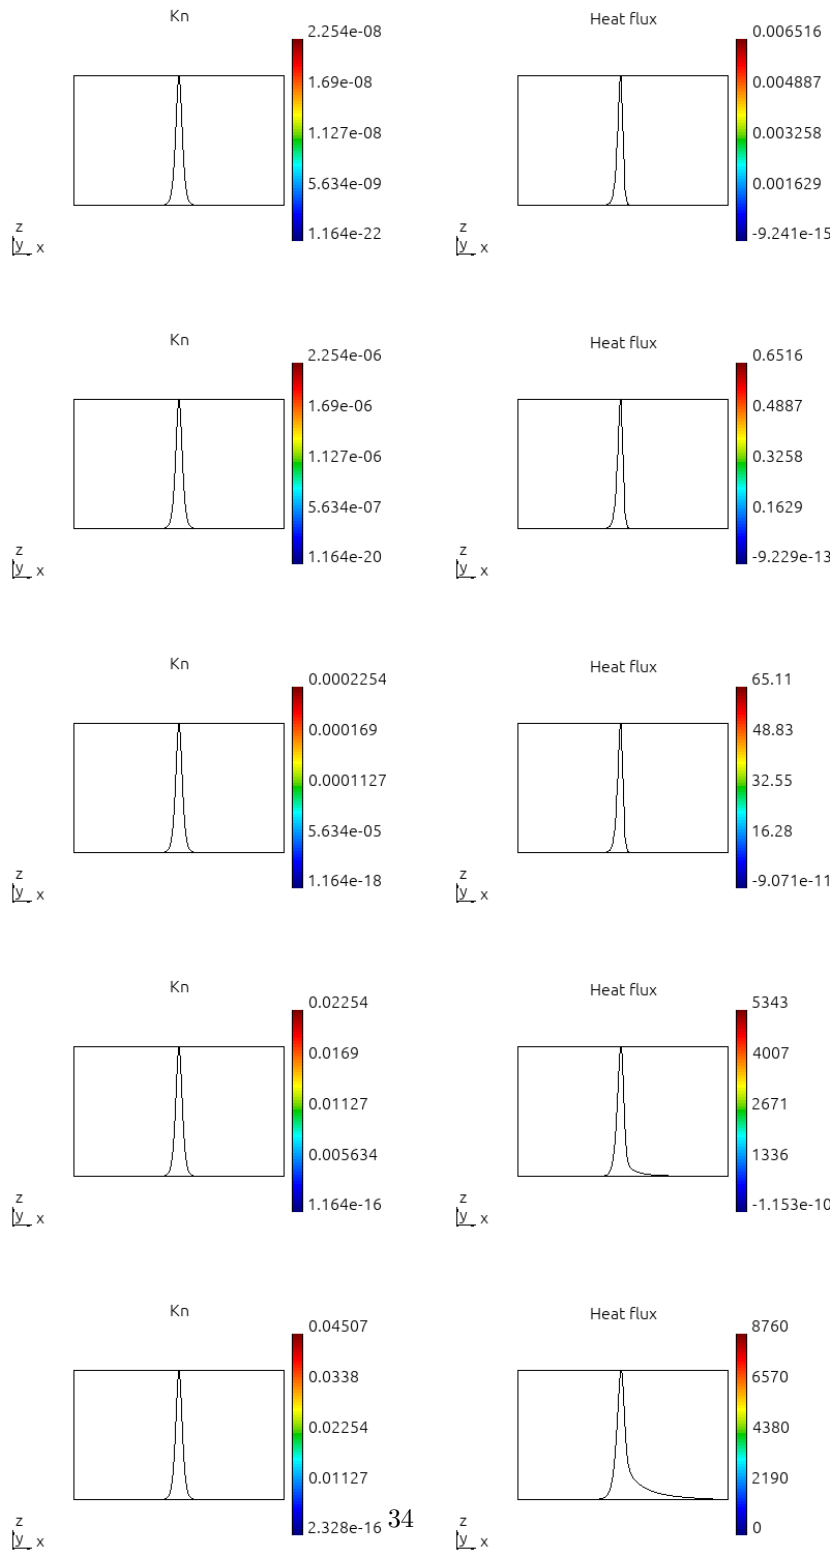 Kn
2.254e-08
1.69e-08
1.127e-08
5.634e-09
1.164e-22
z
y x
Heat flux
0.006516
0.004887
0.003258
0.001629
-9.241e-15
z
y x
Kn
2.254e-06
1.69e-06
1.127e-06
5.634e-07
1.164e-20
z
y x
Heat flux
0.6516
0.4887
0.3258
0.1629
-9.229e-13
z
y x
Kn
0.0002254
0.000169
0.0001127
5.634e-05
1.164e-18
z
y x
Heat flux
65.11
48.83
32.55
16.28
-9.071e-11
z
y x
Kn
0.02254
0.0169
0.01127
0.005634
1.164e-16
z
y x
Heat flux
5343
4007
2671
1336
-1.153e-10
z
y x
Kn
0.04507
0.0338
0.02254
0.01127
2.328e-16
z
y x
Heat flux
8760
6570
4380
2190
0
z
y x
34